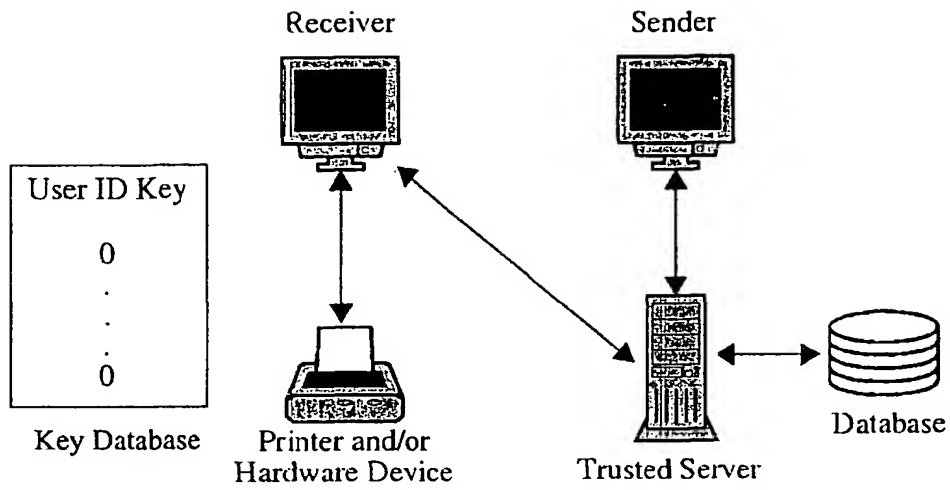 Receiver
Sender
User ID Key
0
.
.
.
0
Key Database
Printer and/or
Hardware Device
Trusted Server
Database